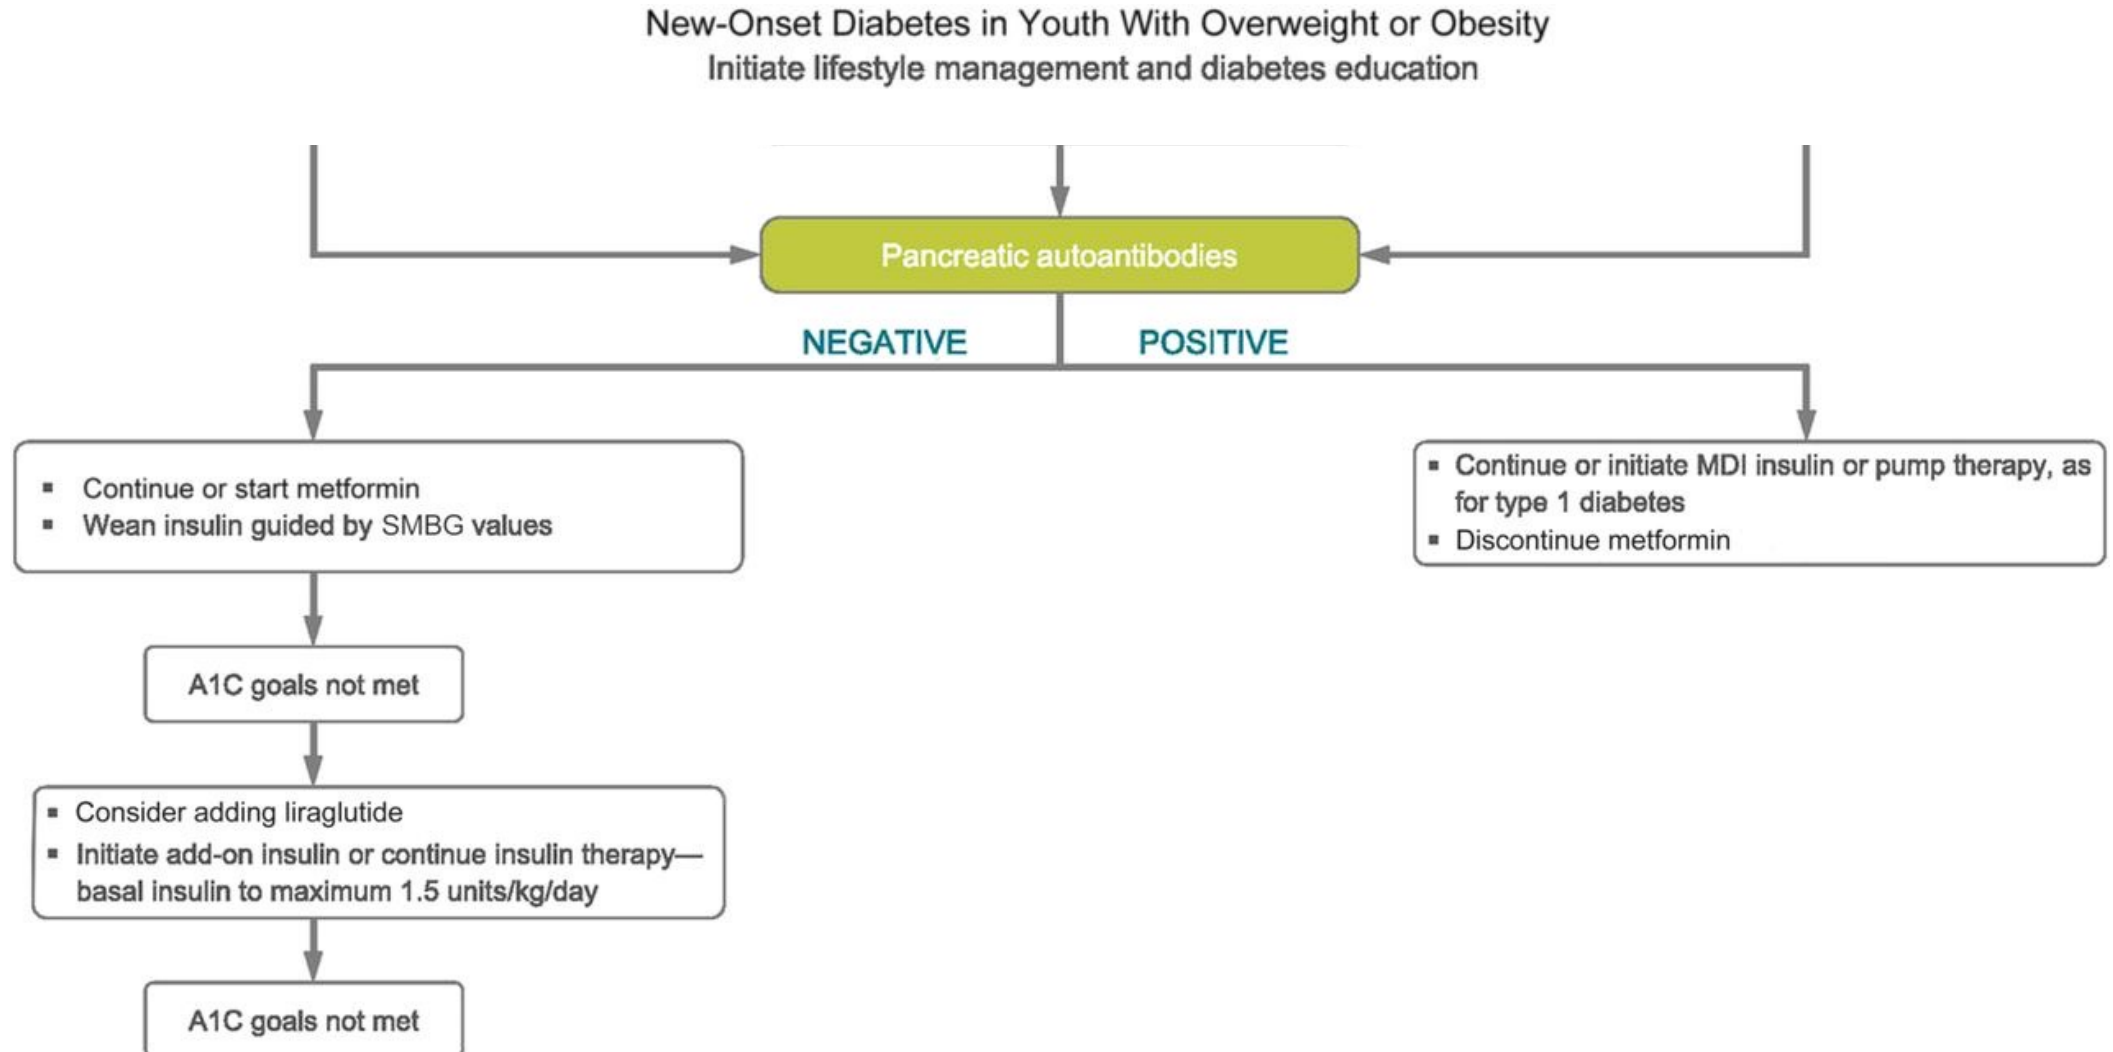 New-Onset Diabetes in Youth With Overweight or Obesity
Initiate lifestyle management and diabetes education
Pancreatic autoantibodies
NEGATIVE
POSITIVE
▪ Continue or start metformin
▪ Wean insulin guided by SMBG values
▪ Continue or initiate MDI insulin or pump therapy, as
for type 1 diabetes
▪ Discontinue metformin
A1C goals not met
▪ Consider adding liraglutide
▪ Initiate add-on insulin or continue insulin therapy—
basal insulin to maximum 1.5 units/kg/day
A1C goals not met